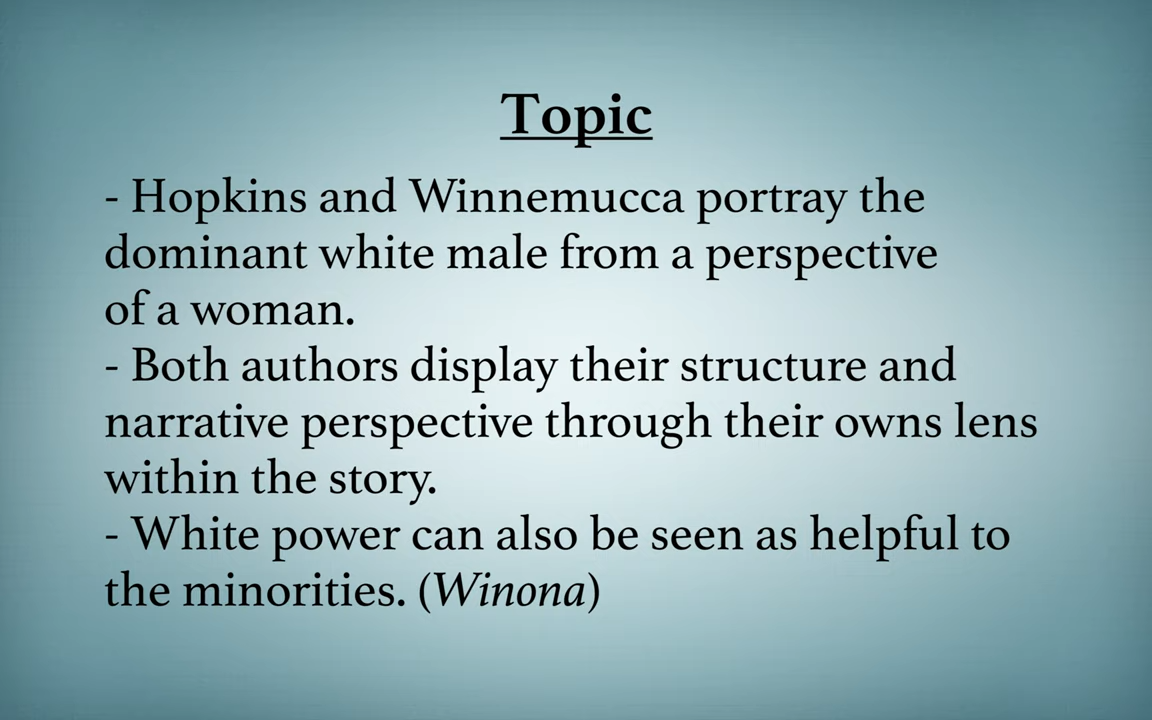 Topic
- Hopkins and Winnemucca portray the
dominant white male from a perspective
of a woman.
- Both authors display their structure and
narrative perspective through their owns lens
within the story.
- White power can also be seen as helpful to
the minorities. (Winona)